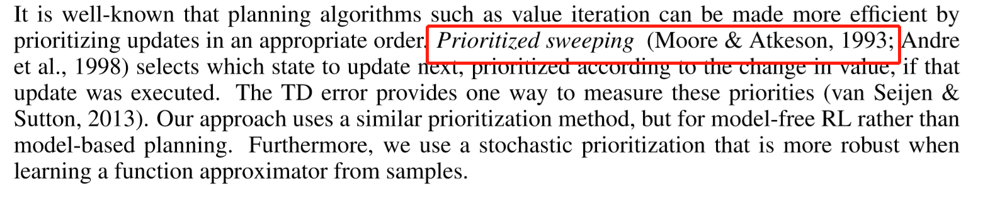 It is well-known that planning algorithms such as value iteration can be made more efficient by
prioritizing updates in an appropriate order. Prioritized sweeping (Moore & Atkeson, 1993; Andre
et al., 1998) selects which state to update next, prioritized according to the change in value, if that
update was executed. The TD error provides one way to measure these priorities (van Seijen &
Sutton, 2013). Our approach uses a similar prioritization method, but for model-free RL rather than
model-based planning. Furthermore, we use a stochastic prioritization that is more robust when
learning a function approximator from samples.